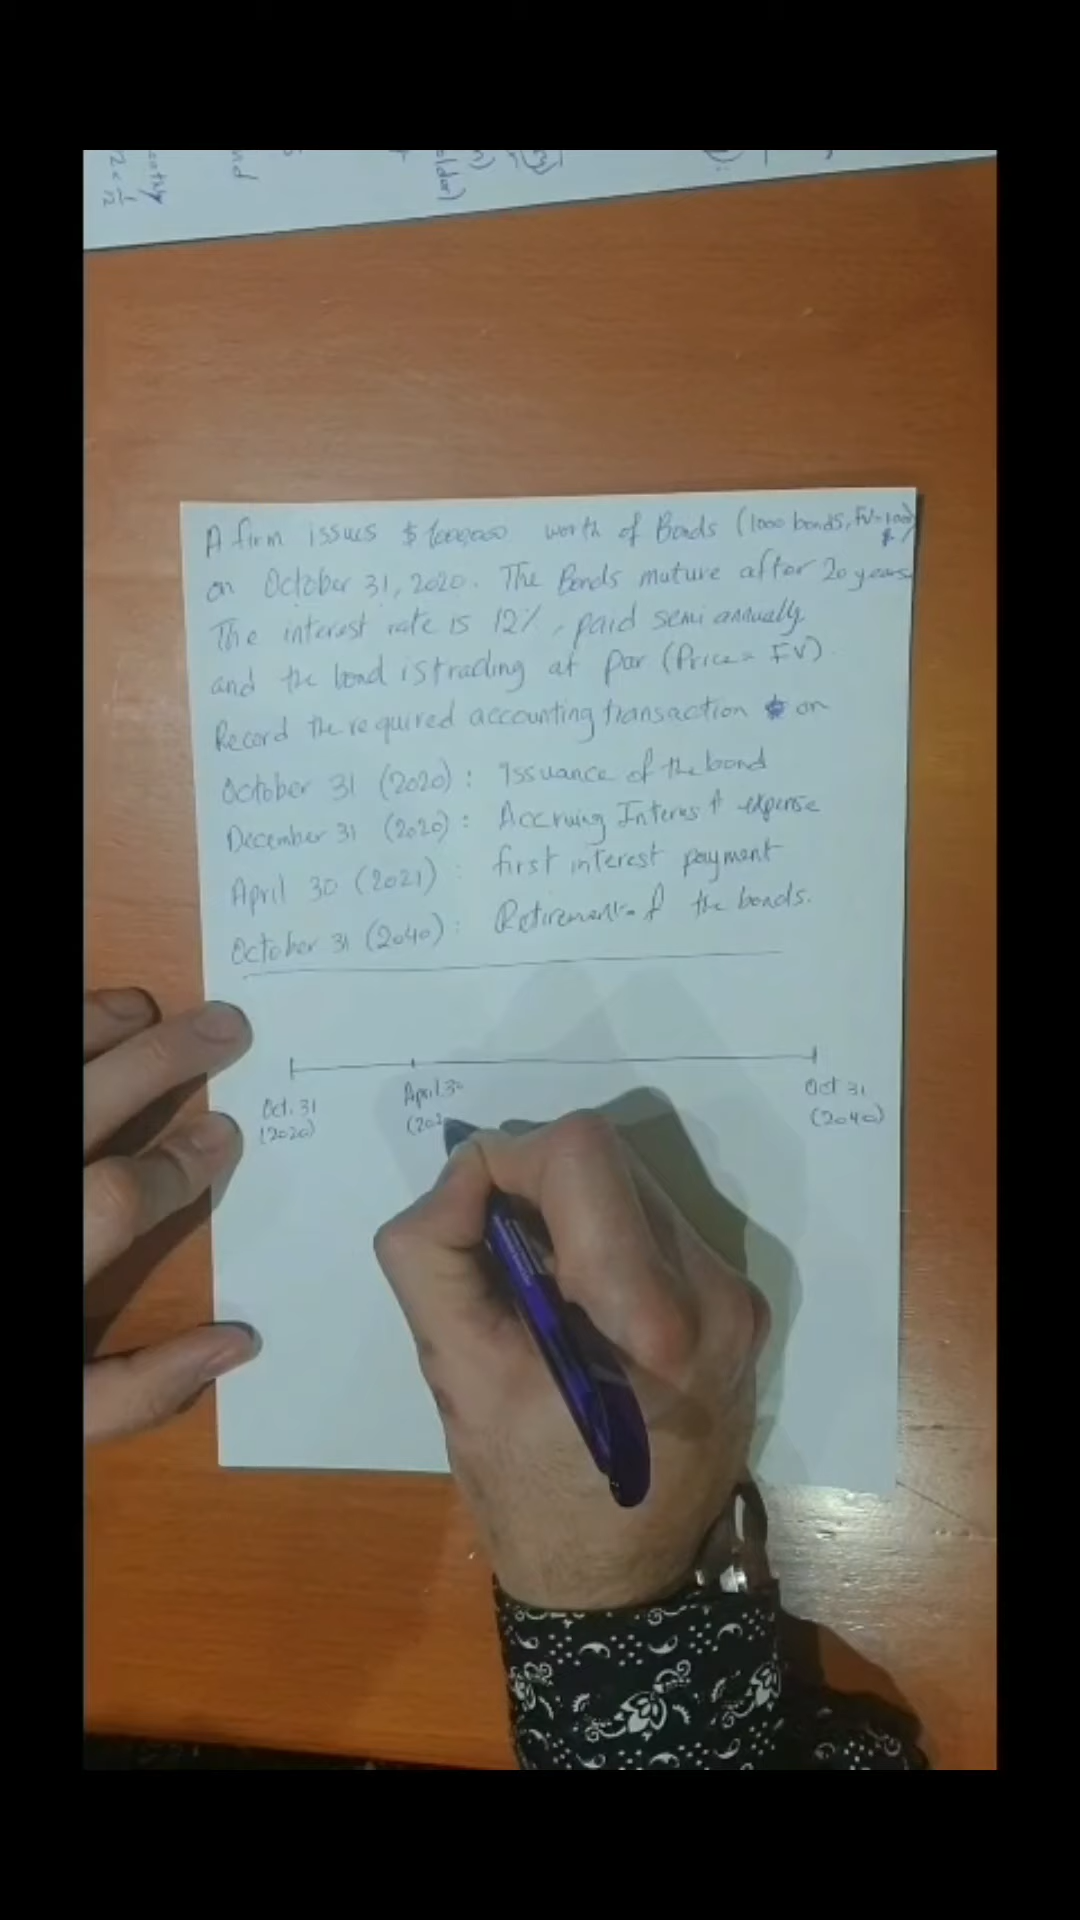 A firm issues $ 1000,000 worth of Bonds (1000 bonds, FV=1000
$)
on October 31, 2020. The Bonds mature after 20 years.
The interest rate is 12%, paid semi annually
and the bond is trading at par (Price = FV).
Record the required accounting transaction on
October 31 (2020): Issuance of the bond
December 31 (2020): Accruing Interest expense
April 30 (2021): first interest payment
October 31 (2040): Retirement of the bonds.
Oct. 31
(2020)
April 30
(202
Oct 31
(2040)